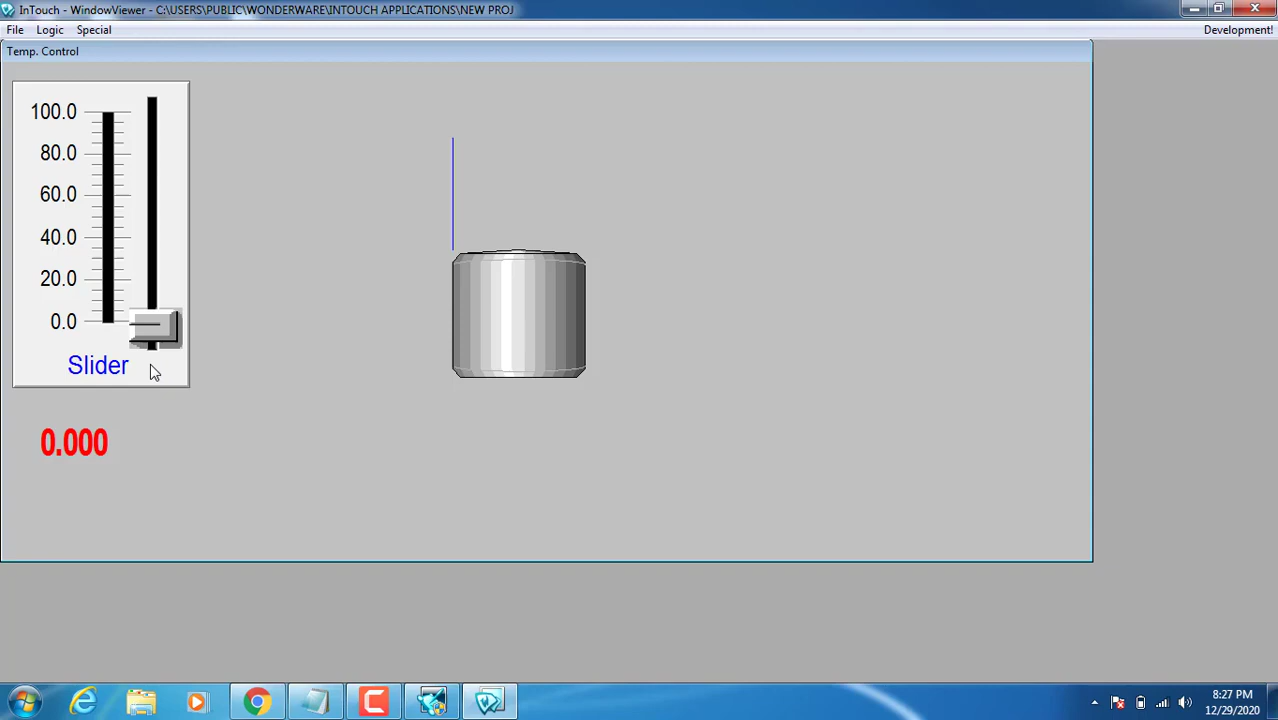 InTouch - WindowViewer - C:\USERS\PUBLIC\WONDERWARE\INTOUCH APPLICATIONS\NEW PROJ
File Logic Special Development!
Temp. Control
100.0
80.0
60.0
40.0
20.0
0.0
Slider
0.000
8:27 PM
12/29/2020